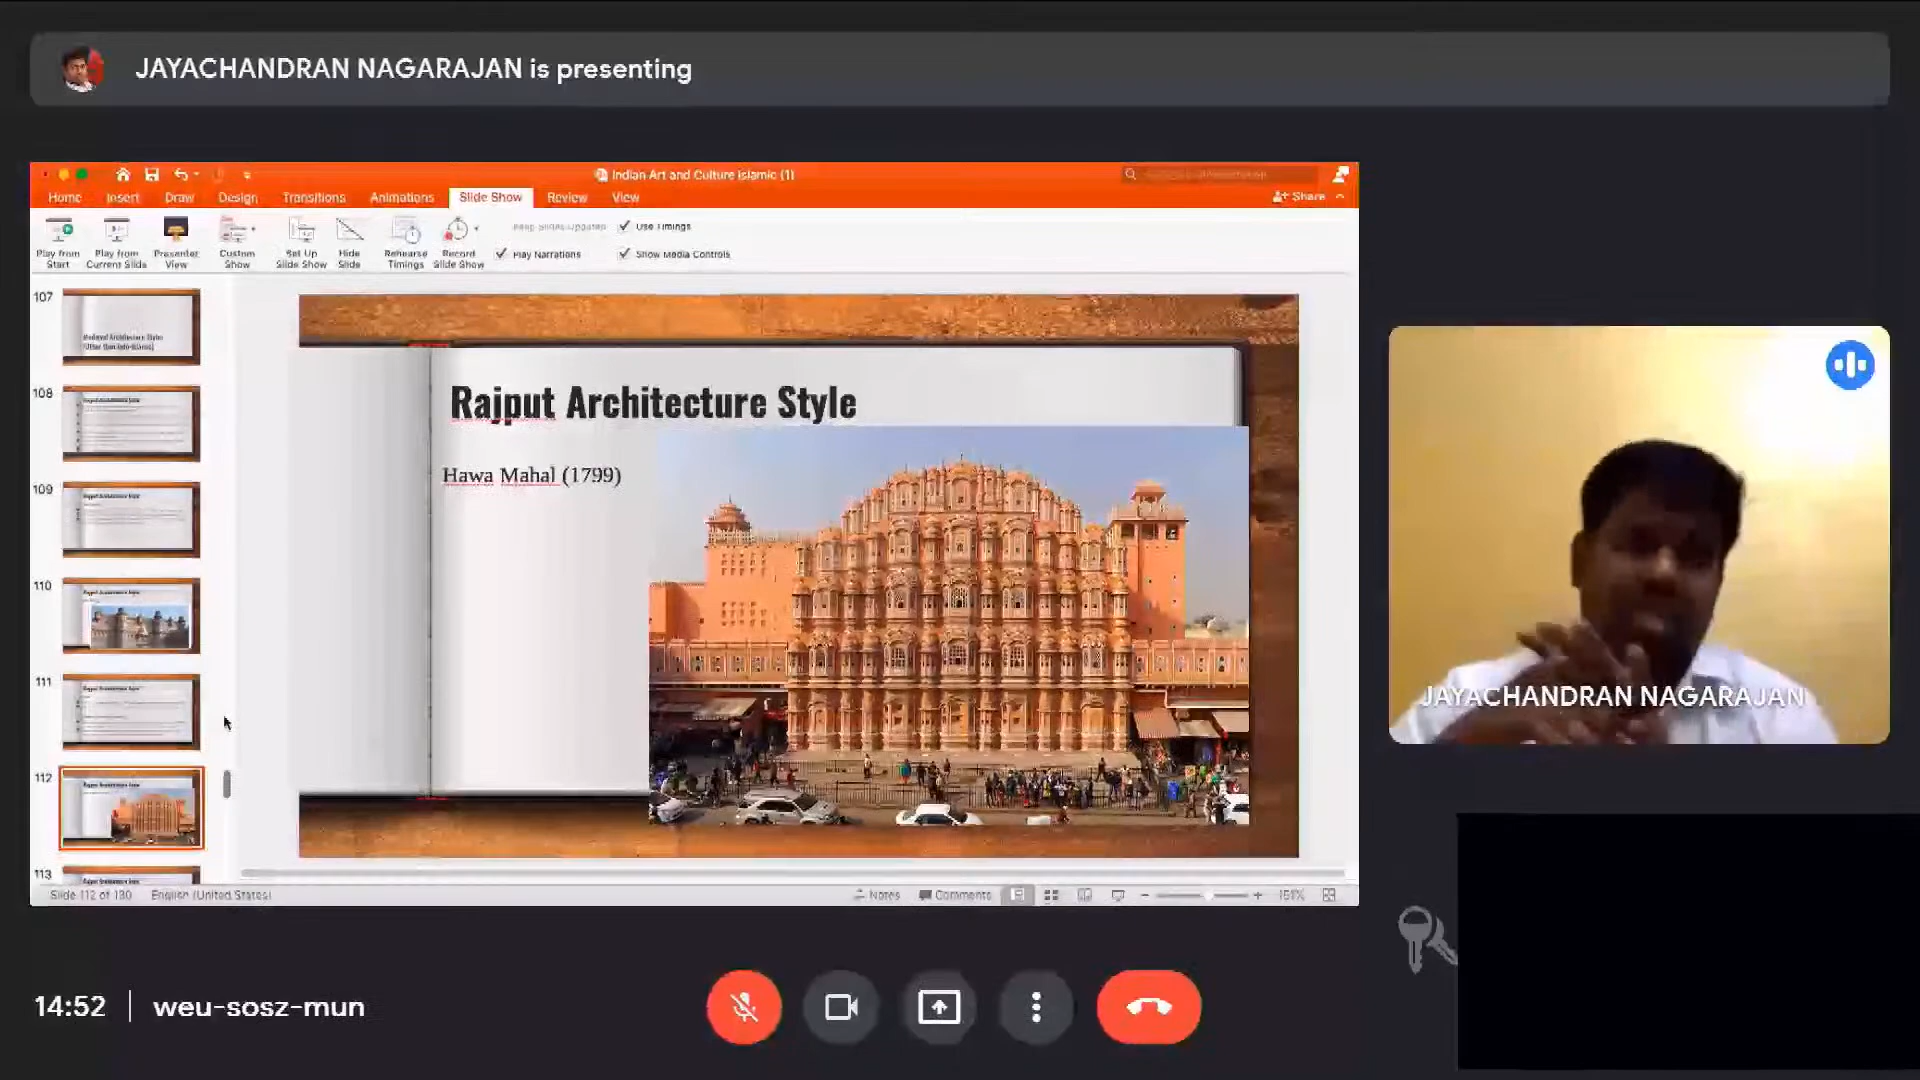 JAYACHANDRAN NAGARAJAN is presenting
Indian Art and Culture Islamic (1)
Home Insert Draw Design Transitions Animations Slide Show Review View
Share
Keep Slides Updated Use Timings
Play from Start
Play from Current Slide
Presenter View
Custom Show
Set Up Slide Show
Hide Slide
Rehearse Timings
Record Slide Show
Play Narrations Show Media Controls
107
108
109
110
111
112
113
Rajput Architecture Style
Hawa Mahal (1799)
Slide 112 of 130 English (United States)
Notes Comments 151%
JAYACHANDRAN NAGARAJAN
14:52 weu-sosz-mun